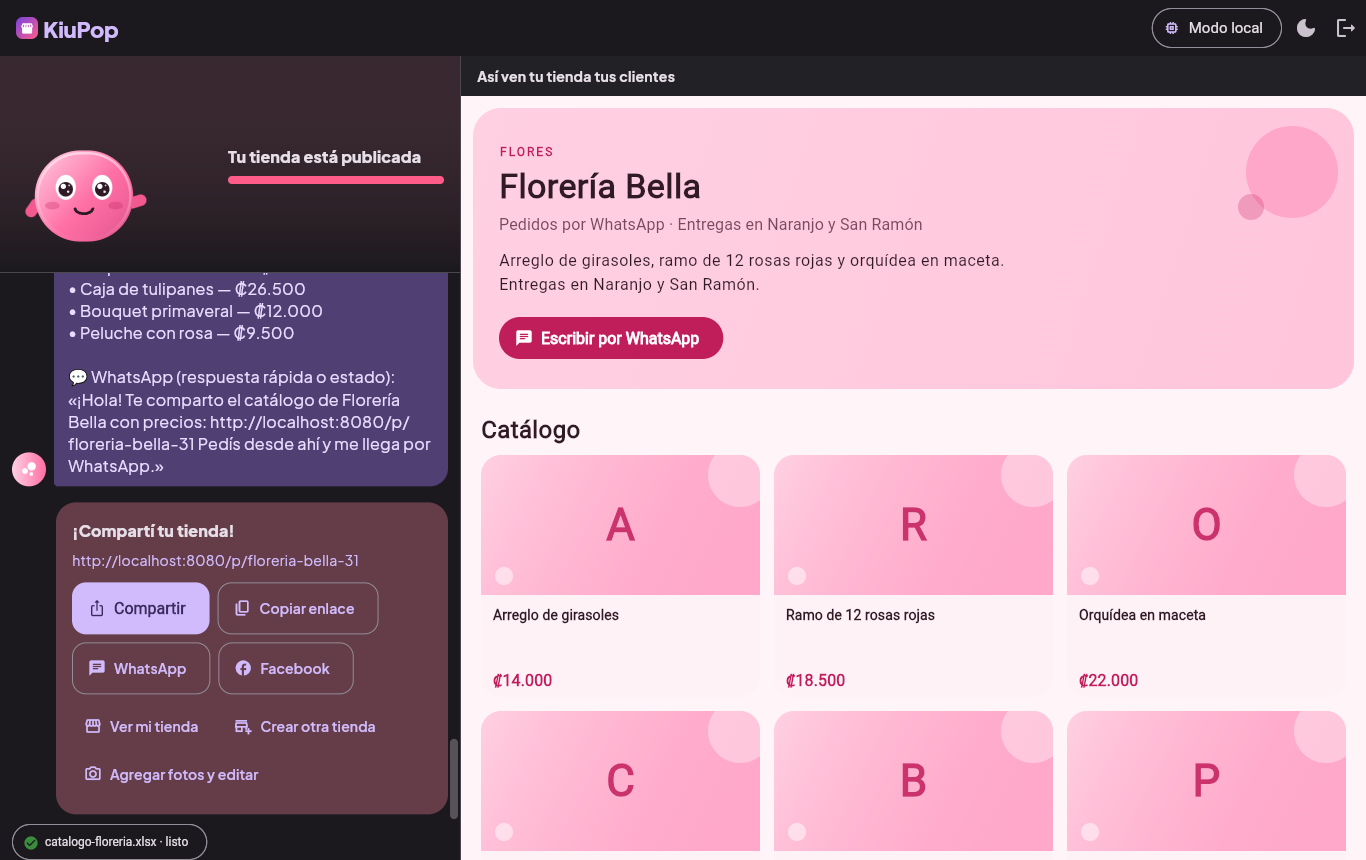 KiuPop
Modo local
Tu tienda está publicada
• Caja de tulipanes — ₡26.500
• Bouquet primaveral — ₡12.000
• Peluche con rosa — ₡9.500
💬 WhatsApp (respuesta rápida o estado):
«¡Hola! Te comparto el catálogo de Florería
Bella con precios: http://localhost:8080/p/
floreria-bella-31 Pedís desde ahí y me llega por
WhatsApp.»
¡Compartí tu tienda!
http://localhost:8080/p/floreria-bella-31
Compartir
Copiar enlace
WhatsApp
Facebook
Ver mi tienda
Crear otra tienda
Agregar fotos y editar
catalogo-floreria.xlsx · listo
Así ven tu tienda tus clientes
FLORES
Florería Bella
Pedidos por WhatsApp · Entregas en Naranjo y San Ramón
Arreglo de girasoles, ramo de 12 rosas rojas y orquídea en maceta.
Entregas en Naranjo y San Ramón.
Escribir por WhatsApp
Catálogo
A
R
O
Arreglo de girasoles
Ramo de 12 rosas rojas
Orquídea en maceta
₡14.000
₡18.500
₡22.000
C
B
P